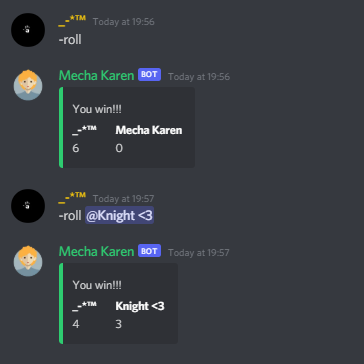 _-*™ Today at 19:56
-roll
Mecha Karen BOT Today at 19:56
You win!!!
_-*™ Mecha Karen
6 0
_-*™ Today at 19:57
-roll @Knight <3
Mecha Karen BOT Today at 19:57
You win!!!
_-*™ Knight <3
4 3